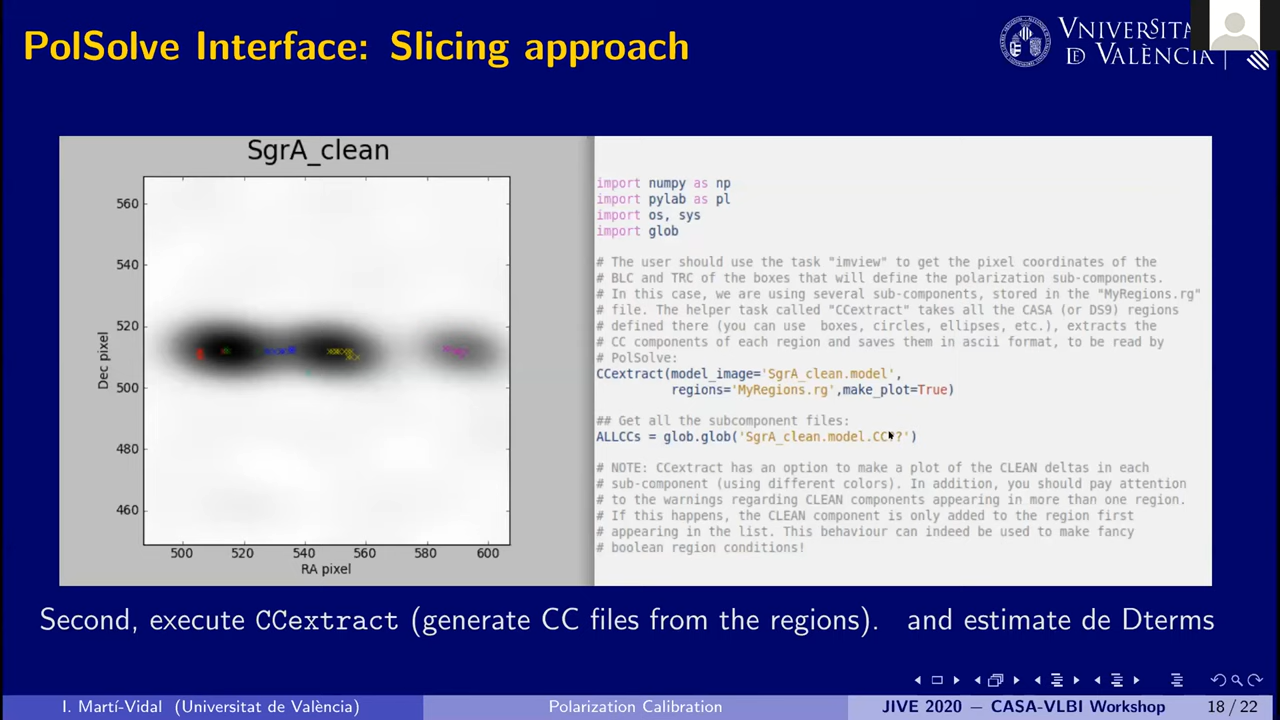 PolSolve Interface: Slicing approach
VNIVERSITA
DE VALÈNCIA
SgrA_clean
560
540
520
500
480
460
Dec pixel
500 520 540 560 580 600
RA pixel
import numpy as np
import pylab as pl
import os, sys
import glob
# The user should use the task "imview" to get the pixel coordinates of the
# BLC and TRC of the boxes that will define the polarization sub-components.
# In this case, we are using several sub-components, stored in the "MyRegions.rg"
# file. The helper task called "CCextract" takes all the CASA (or DS9) regions
# defined there (you can use  boxes, circles, ellipses, etc.), extracts the
# CC components of each region and saves them in ascii format, to be read by
# PolSolve:
CCextract(model_image='SgrA_clean.model',
regions='MyRegions.rg',make_plot=True)
## Get all the subcomponent files:
ALLCCs = glob.glob('SgrA_clean.model.CC??')
# NOTE: CCextract has an option to make a plot of the CLEAN deltas in each
# sub-component (using different colors). In addition, you should pay attention
# to the warnings regarding CLEAN components appearing in more than one region.
# If this happens, the CLEAN component is only added to the region first
# appearing in the list. This behaviour can indeed be used to make fancy
# boolean region conditions!
Second, execute CCextract (generate CC files from the regions). and estimate de Dterms
I. Martí-Vidal (Universitat de València) Polarization Calibration JIVE 2020 − CASA-VLBI Workshop 18 / 22